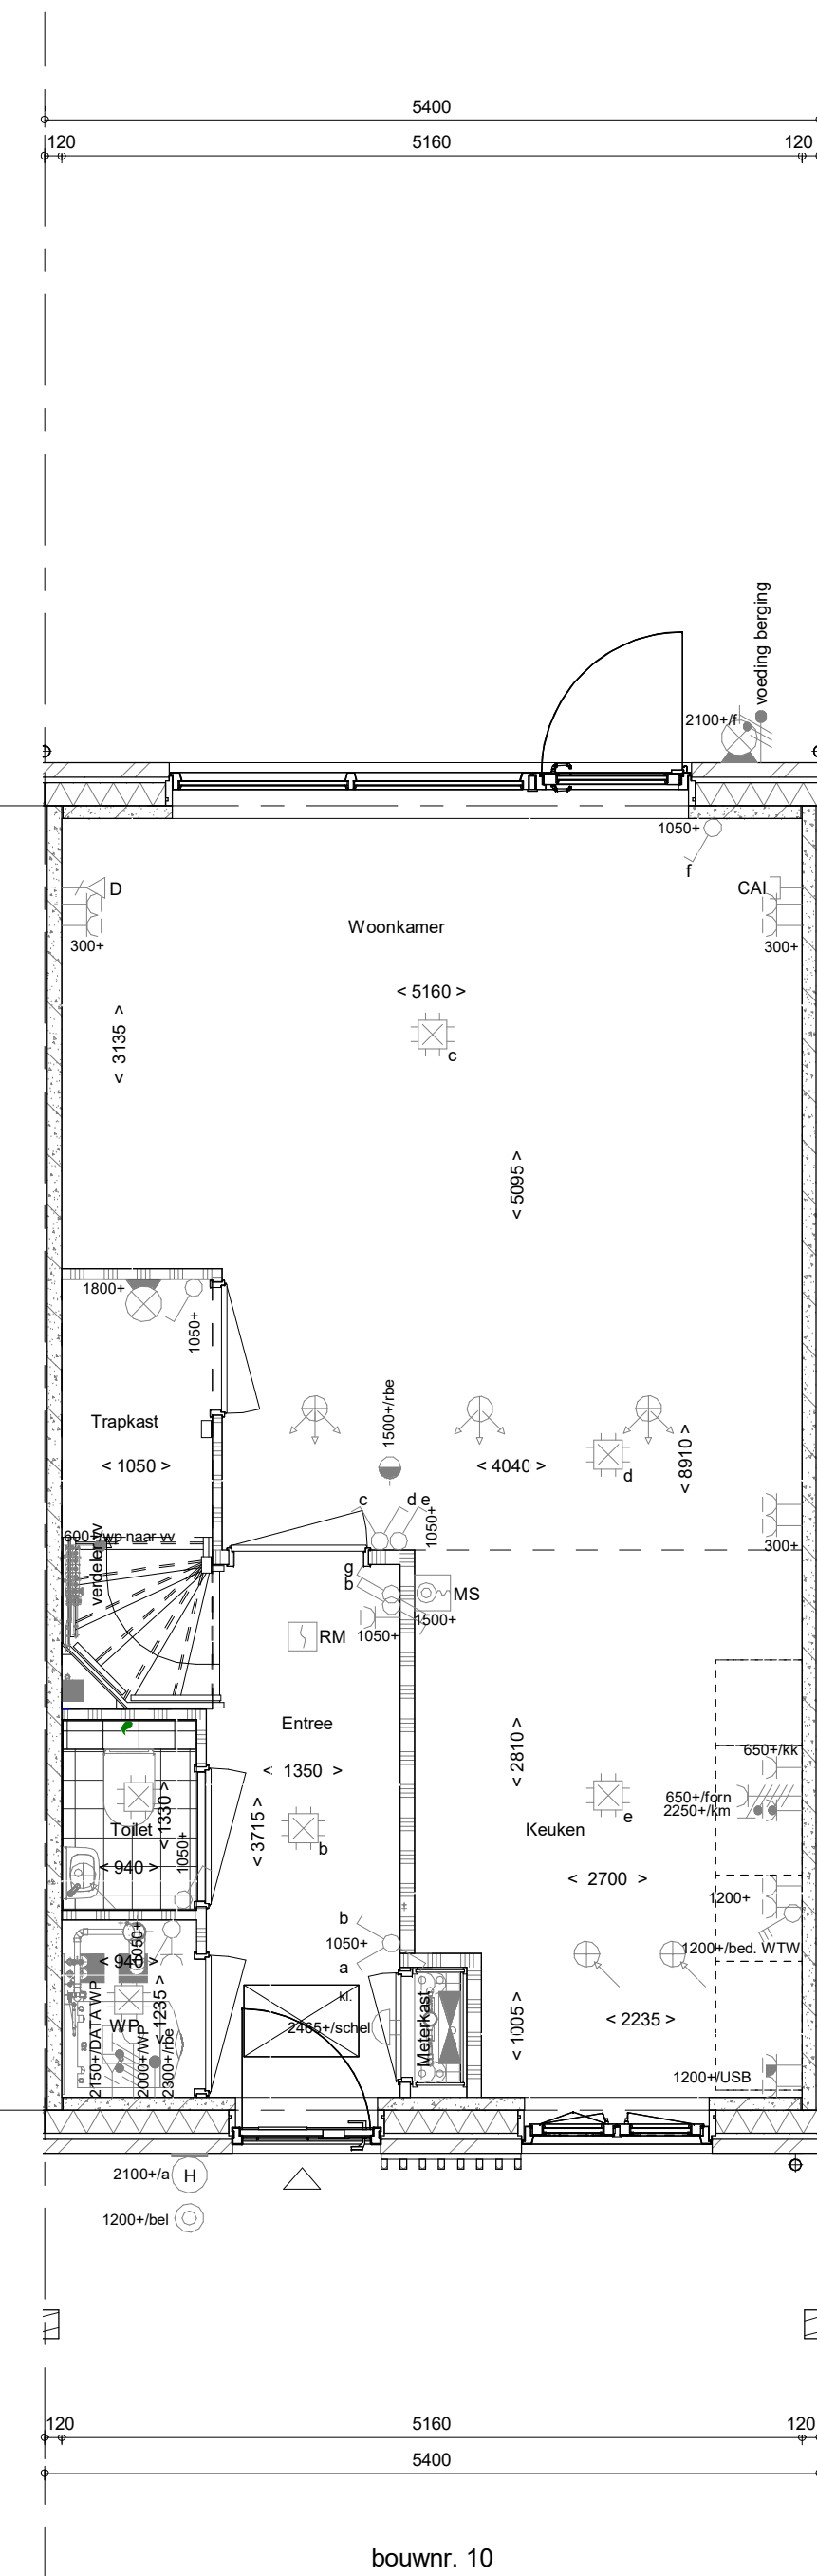 5400
120 5160 120
voeding berging
2100+/f
1050+
f
D
CAI
300+
300+
Woonkamer
< 5160 >
c
< 3135 >
< 5095 >
1800+
1050+
Trapkast
< 1050 >
1500+/rbe
< 4040 >
d
< 8910 >
c
d e
1050+
300+
600+/wp naar vv
verdeler vv
g
b
MS
1500+
1050+
RM
Entree
< 1350 >
< 2810 >
650+/kk
650+/forn
2250+/km
e
Keuken
< 2700 >
< 1330 >
Toilet
< 940 >
1050+
< 3715 >
b
1200+
b
1050+
a
1200+/bed. WTW
1050+
< 940 >
< 1235 >
WP
2150+/DATA WP
2000+/WP
2300+/rbe
kl.
2465+/schel
Meterkast
< 1005 >
< 2235 >
1200+/USB
2100+/a
H
1200+/bel
120 5160 120
5400
bouwnr. 10